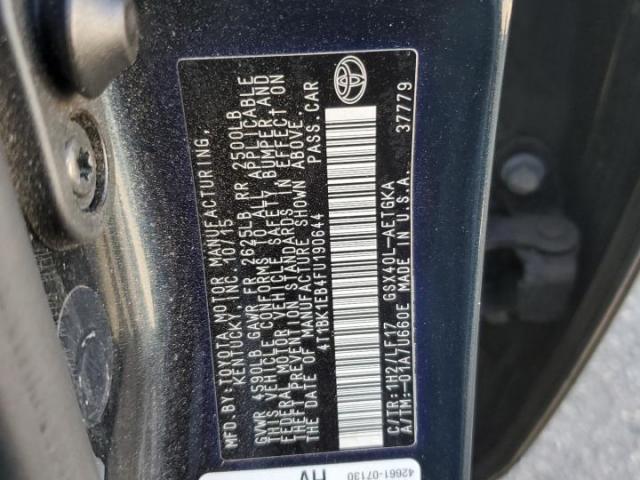 MFD.BY:TOYOTA MOTOR MANUFACTURING,
KENTUCKY, INC. 10/15
GVWR 4590LB GAWR FR 2625LB RR 2500LB
THIS VEHICLE CONFORMS TO ALL APPLICABLE
FEDERAL MOTOR VEHICLE SAFETY, BUMPER, AND
THEFT PREVENTION STANDARDS IN EFFECT ON
THE DATE OF MANUFACTURE SHOWN ABOVE.
4T1BK1EB4FU190644 PASS.CAR
C/TR:1H2/LF17 GSX40L-AETGKA
A/TM:-01A/U660E MADE IN U.S.A. 37779
42661-07130
HV